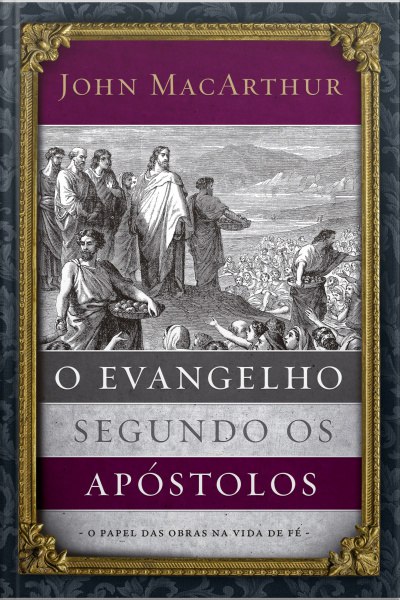 JOHN MACARTHUR
O EVANGELHO
SEGUNDO OS
APÓSTOLOS
- O PAPEL DAS OBRAS NA VIDA DE FÉ -